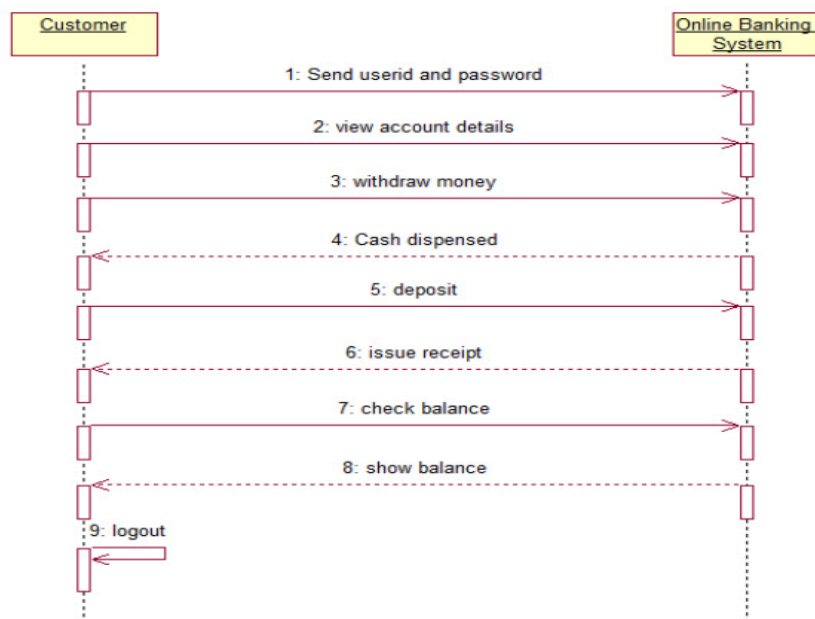 Customer
Online Banking
System
1: Send userid and password
2: view account details
3: withdraw money
4: Cash dispensed
5: deposit
6: issue receipt
7: check balance
8: show balance
9: logout